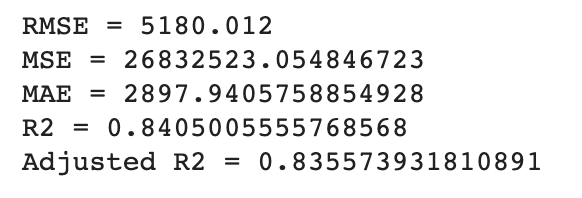 RMSE = 5180.012
MSE = 26832523.054846723
MAE = 2897.9405758854928
R2 = 0.8405005555768568
Adjusted R2 = 0.835573931810891